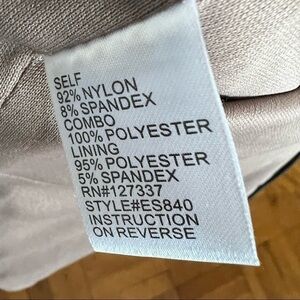 SELF
92% NYLON
8% SPANDEX
COMBO
100% POLYESTER
LINING
95% POLYESTER
5% SPANDEX
RN#127337
STYLE#ES840
INSTRUCTION
ON REVERSE